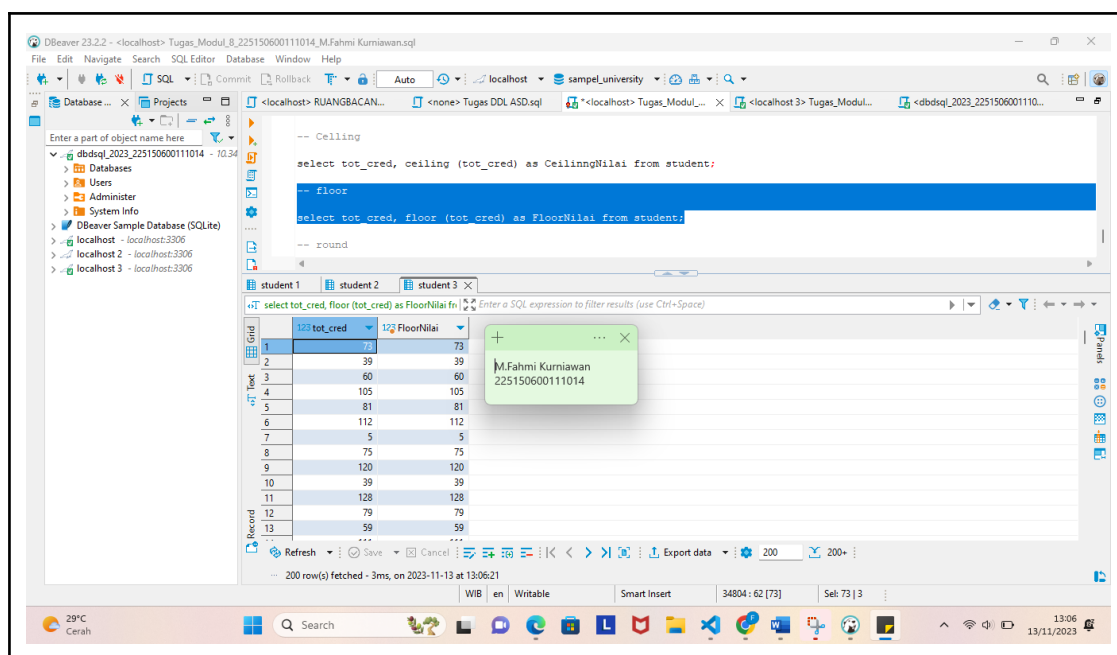 DBeaver 23.2.2 - <localhost> Tugas_Modul_8_225150600111014_M.Fahmi Kurniawan.sql
File Edit Navigate Search SQL Editor Database Window Help
SQL Commit Rollback Auto localhost sampel_university
Database ... Projects <localhost> RUANGBACAN... <none> Tugas DDL ASD.sql *<localhost> Tugas_Modul_... <localhost 3> Tugas_Modul... <dbdsql_2023_2251506001110...
Enter a part of object name here
dbdsql_2023_225150600111014 - 10.34
Databases
Users
Administer
System Info
DBeaver Sample Database (SQLite)
localhost - localhost:3306
localhost 2 - localhost:3306
localhost 3 - localhost:3306
-- Celling
select tot_cred, ceiling (tot_cred) as CeilinngNilai from student;
-- floor
select tot_cred, floor (tot_cred) as FloorNilai from student;
-- round
student 1 student 2 student 3
select tot_cred, floor (tot_cred) as FloorNilai fr Enter a SQL expression to filter results (use Ctrl+Space)
Grid
Text
Record
Panels
123 tot_cred 123 FloorNilai
1 73 73
2 39 39
3 60 60
4 105 105
5 81 81
6 112 112
7 5 5
8 75 75
9 120 120
10 39 39
11 128 128
12 79 79
13 59 59
M.Fahmi Kurniawan
225150600111014
Refresh Save Cancel Export data 200 200+
200 row(s) fetched - 3ms, on 2023-11-13 at 13:06:21
WIB en Writable Smart Insert 34804 : 62 [73] Sel: 73 | 3
29°C
Cerah
Search
13:06
13/11/2023